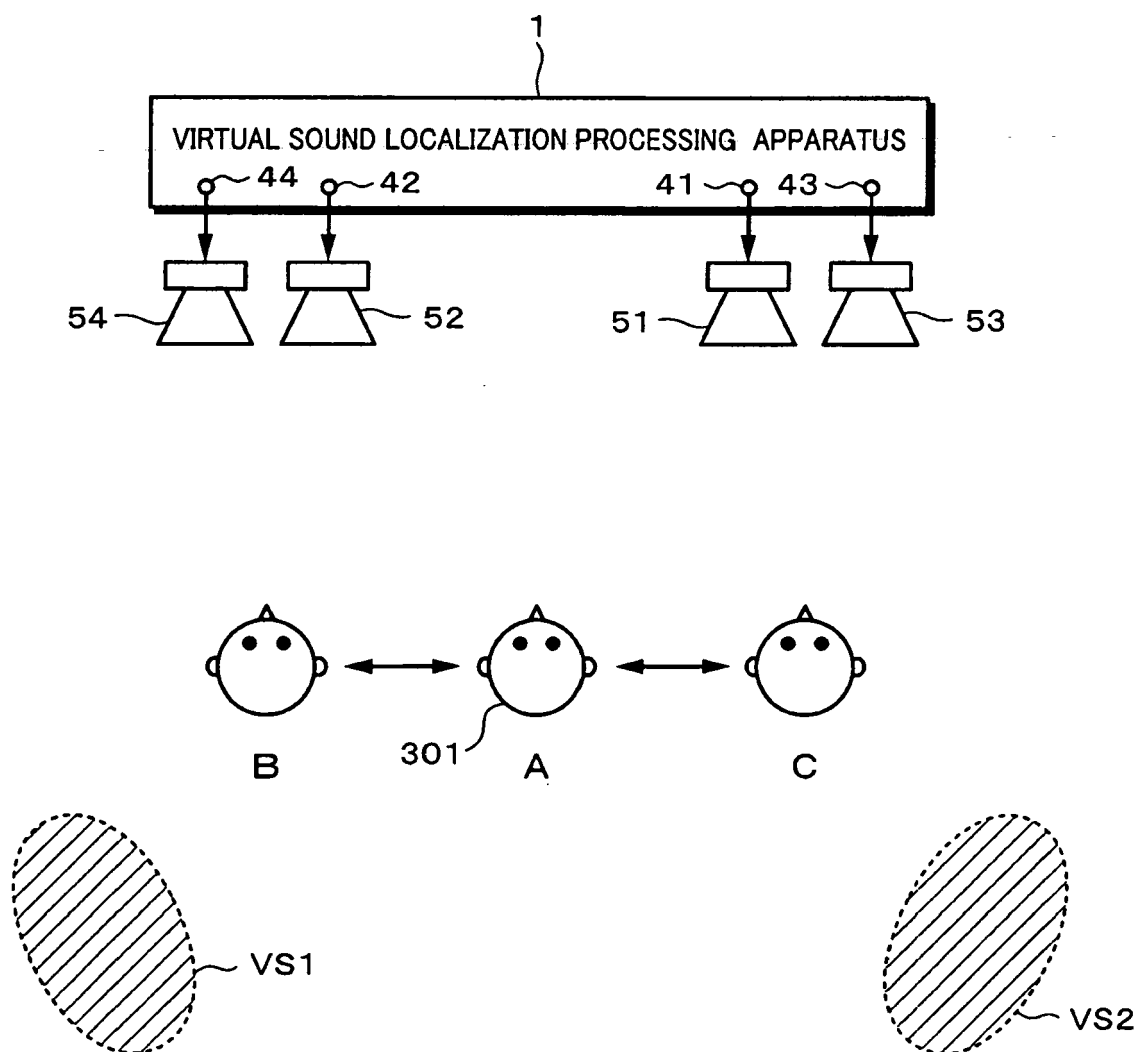 1
VIRTUAL SOUND LOCALIZATION PROCESSING APPARATUS
44 42 41 43
54 52 51 53
301
B A C
VS1
VS2